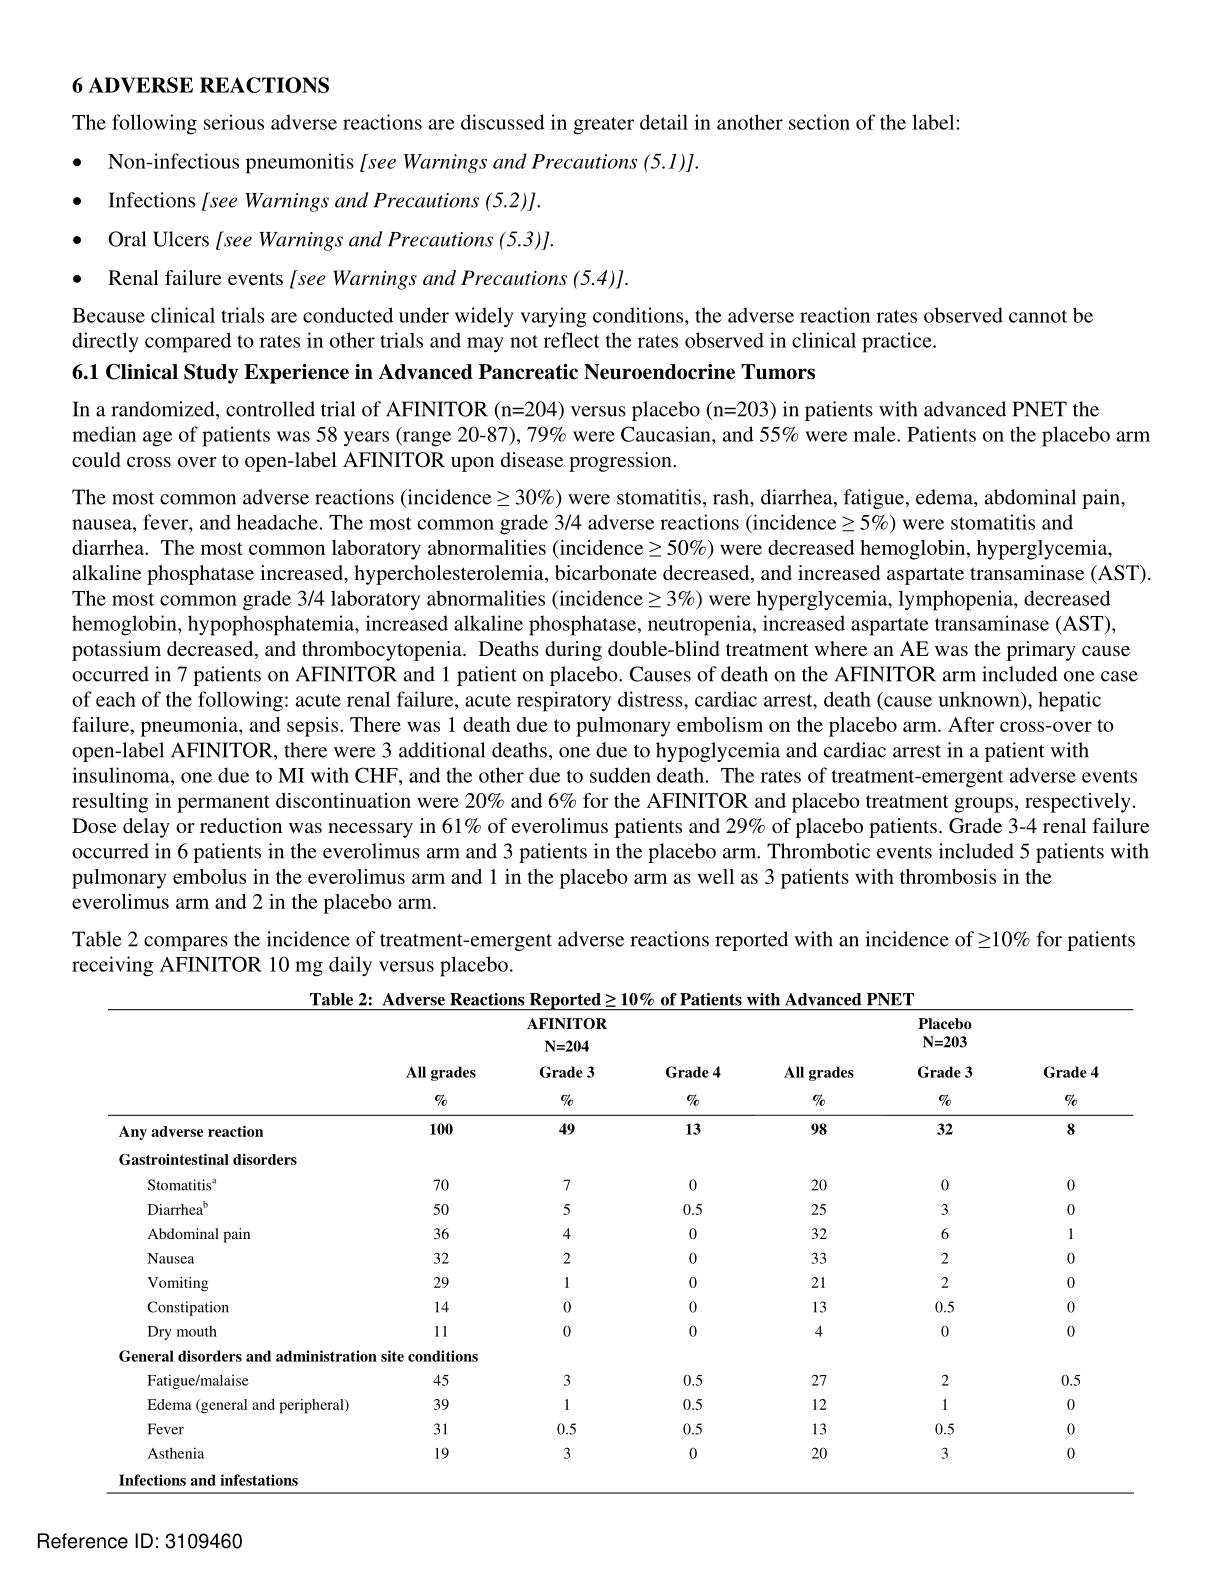 6 ADVERSE REACTIONS
The following serious adverse reactions are discussed in greater detail in another section of the label:
• Non-infectious pneumonitis [see Warnings and Precautions (5.1)].
• Infections [see Warnings and Precautions (5.2)].
• Oral Ulcers [see Warnings and Precautions (5.3)].
• Renal failure events [see Warnings and Precautions (5.4)].
Because clinical trials are conducted under widely varying conditions, the adverse reaction rates observed cannot be
directly compared to rates in other trials and may not reflect the rates observed in clinical practice.
6.1 Clinical Study Experience in Advanced Pancreatic Neuroendocrine Tumors
In a randomized, controlled trial of AFINITOR (n=204) versus placebo (n=203) in patients with advanced PNET the
median age of patients was 58 years (range 20-87), 79% were Caucasian, and 55% were male. Patients on the placebo arm
could cross over to open-label AFINITOR upon disease progression.
The most common adverse reactions (incidence ≥ 30%) were stomatitis, rash, diarrhea, fatigue, edema, abdominal pain,
nausea, fever, and headache. The most common grade 3/4 adverse reactions (incidence ≥ 5%) were stomatitis and
diarrhea. The most common laboratory abnormalities (incidence ≥ 50%) were decreased hemoglobin, hyperglycemia,
alkaline phosphatase increased, hypercholesterolemia, bicarbonate decreased, and increased aspartate transaminase (AST).
The most common grade 3/4 laboratory abnormalities (incidence ≥ 3%) were hyperglycemia, lymphopenia, decreased
hemoglobin, hypophosphatemia, increased alkaline phosphatase, neutropenia, increased aspartate transaminase (AST),
potassium decreased, and thrombocytopenia. Deaths during double-blind treatment where an AE was the primary cause
occurred in 7 patients on AFINITOR and 1 patient on placebo. Causes of death on the AFINITOR arm included one case
of each of the following: acute renal failure, acute respiratory distress, cardiac arrest, death (cause unknown), hepatic
failure, pneumonia, and sepsis. There was 1 death due to pulmonary embolism on the placebo arm. After cross-over to
open-label AFINITOR, there were 3 additional deaths, one due to hypoglycemia and cardiac arrest in a patient with
insulinoma, one due to MI with CHF, and the other due to sudden death. The rates of treatment-emergent adverse events
resulting in permanent discontinuation were 20% and 6% for the AFINITOR and placebo treatment groups, respectively.
Dose delay or reduction was necessary in 61% of everolimus patients and 29% of placebo patients. Grade 3-4 renal failure
occurred in 6 patients in the everolimus arm and 3 patients in the placebo arm. Thrombotic events included 5 patients with
pulmonary embolus in the everolimus arm and 1 in the placebo arm as well as 3 patients with thrombosis in the
everolimus arm and 2 in the placebo arm.
Table 2 compares the incidence of treatment-emergent adverse reactions reported with an incidence of ≥10% for patients
receiving AFINITOR 10 mg daily versus placebo.
Table 2: Adverse Reactions Reported ≥ 10% of Patients with Advanced PNET
AFINITOR Placebo
N=204 N=203
All grades Grade 3 Grade 4 All grades Grade 3 Grade 4
% % % % % %
Any adverse reaction 100 49 13 98 32 8
Gastrointestinal disorders
Stomatitisᵃ 70 7 0 20 0 0
Diarrheaᵇ 50 5 0.5 25 3 0
Abdominal pain 36 4 0 32 6 1
Nausea 32 2 0 33 2 0
Vomiting 29 1 0 21 2 0
Constipation 14 0 0 13 0.5 0
Dry mouth 11 0 0 4 0 0
General disorders and administration site conditions
Fatigue/malaise 45 3 0.5 27 2 0.5
Edema (general and peripheral) 39 1 0.5 12 1 0
Fever 31 0.5 0.5 13 0.5 0
Asthenia 19 3 0 20 3 0
Infections and infestations
Reference ID: 3109460